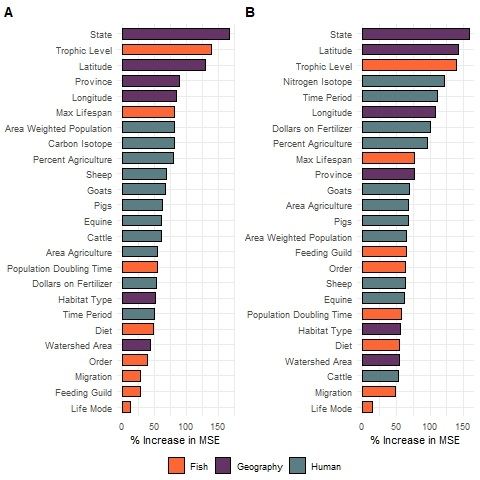 A
State
Trophic Level
Latitude
Province
Longitude
Max Lifespan
Area Weighted Population
Carbon Isotope
Percent Agriculture
Sheep
Goats
Pigs
Equine
Cattle
Area Agriculture
Population Doubling Time
Dollars on Fertilizer
Habitat Type
Time Period
Diet
Watershed Area
Order
Migration
Feeding Guild
Life Mode
0 50 100 150
% Increase in MSE
B
State
Latitude
Trophic Level
Nitrogen Isotope
Time Period
Longitude
Dollars on Fertilizer
Percent Agriculture
Max Lifespan
Province
Goats
Area Agriculture
Pigs
Area Weighted Population
Feeding Guild
Order
Sheep
Equine
Population Doubling Time
Habitat Type
Diet
Watershed Area
Cattle
Migration
Life Mode
0 50 100 150
% Increase in MSE
Fish Geography Human